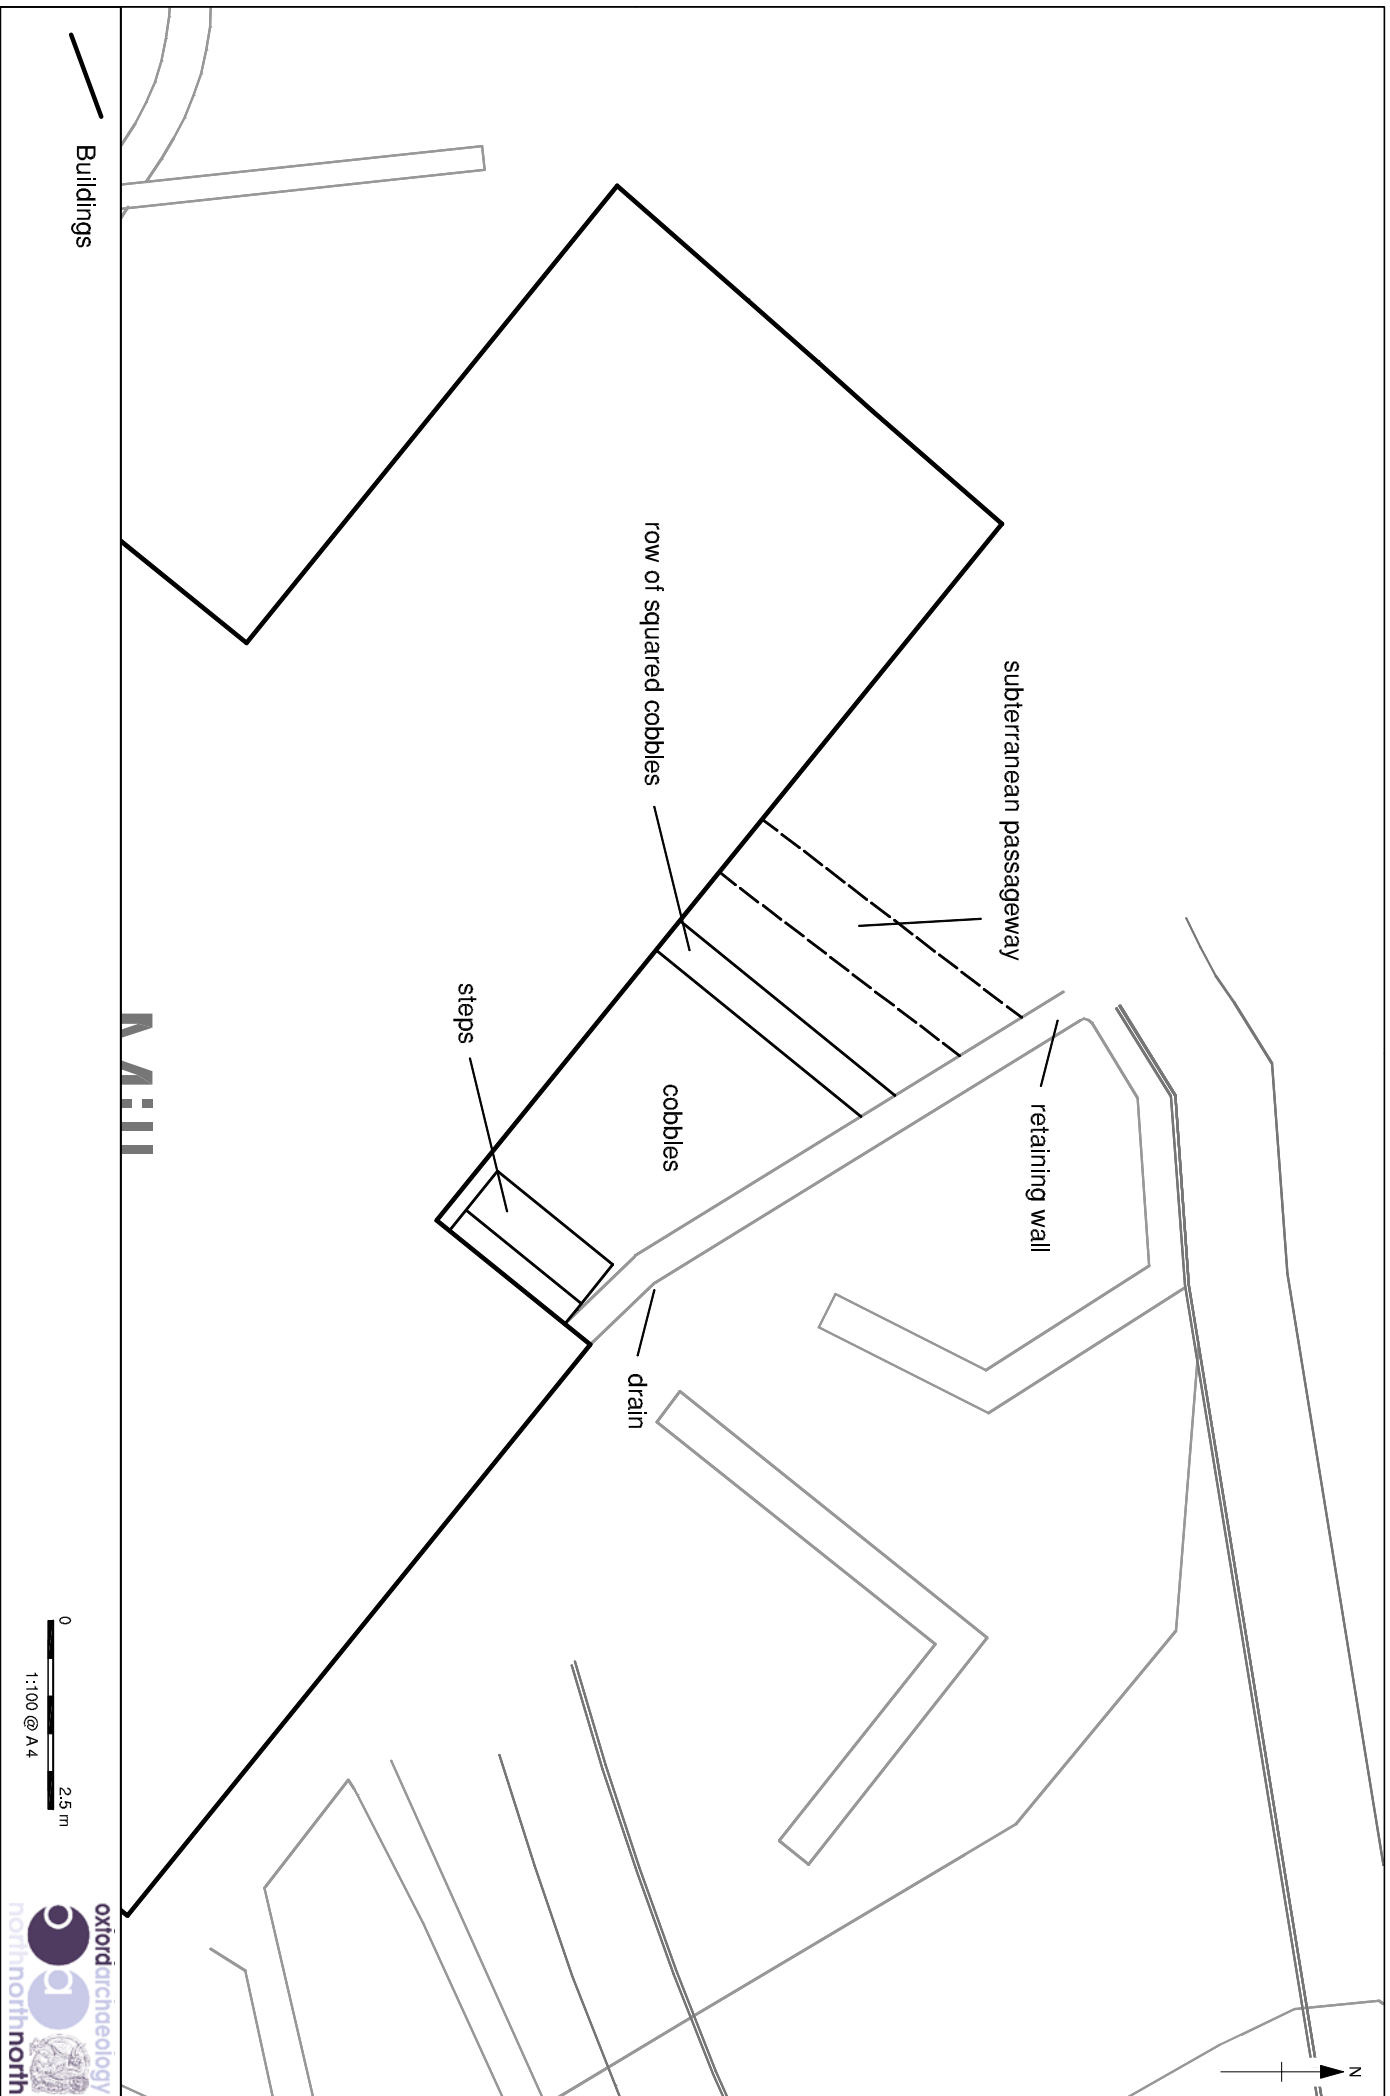 N
subterranean passageway
retaining wall
row of squared cobbles
cobbles
drain
steps
Mill
Buildings
0
2.5 m
1:100 @ A4
oxfordarchaeology
northnorthnorth